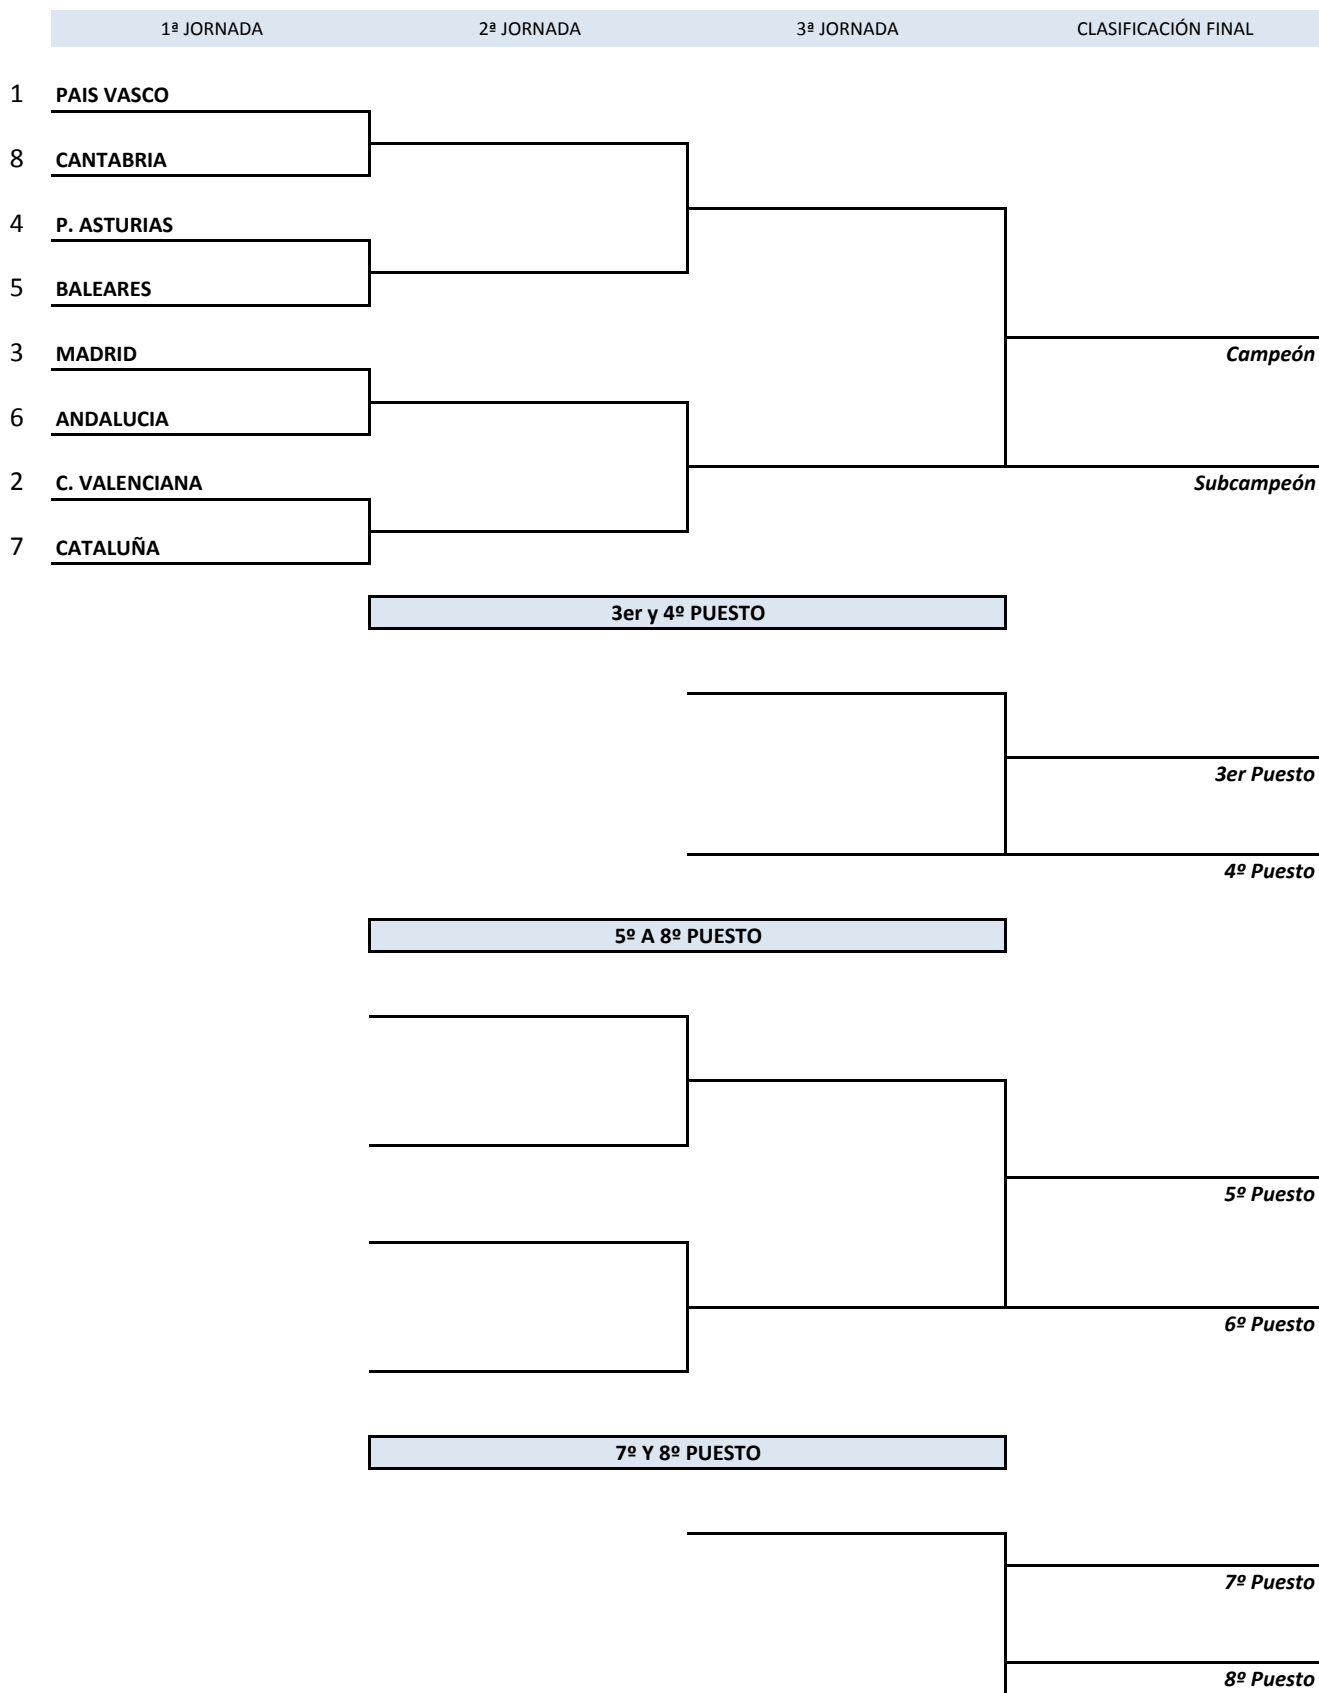 1ª JORNADA 2ª JORNADA 3ª JORNADA CLASIFICACIÓN FINAL
1 PAIS VASCO
8 CANTABRIA
4 P. ASTURIAS
5 BALEARES
3 MADRID
Campeón
6 ANDALUCIA
2 C. VALENCIANA
Subcampeón
7 CATALUÑA
3er y 4º PUESTO
3er Puesto
4º Puesto
5º A 8º PUESTO
5º Puesto
6º Puesto
7º Y 8º PUESTO
7º Puesto
8º Puesto